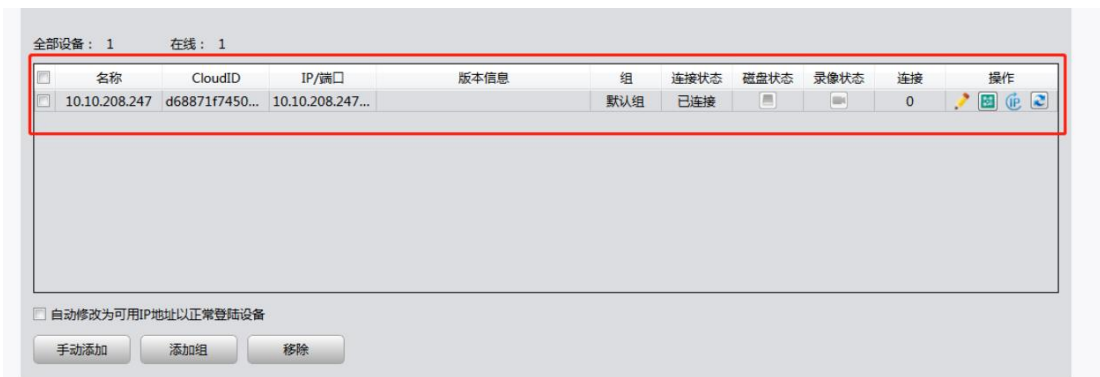 全部设备： 1 在线： 1
名称 CloudID IP/端口 版本信息 组 连接状态 磁盘状态 录像状态 连接 操作
10.10.208.247 d68871f7450... 10.10.208.247... 默认组 已连接 0 IP
自动修改为可用IP地址以正常登陆设备
手动添加 添加组 移除